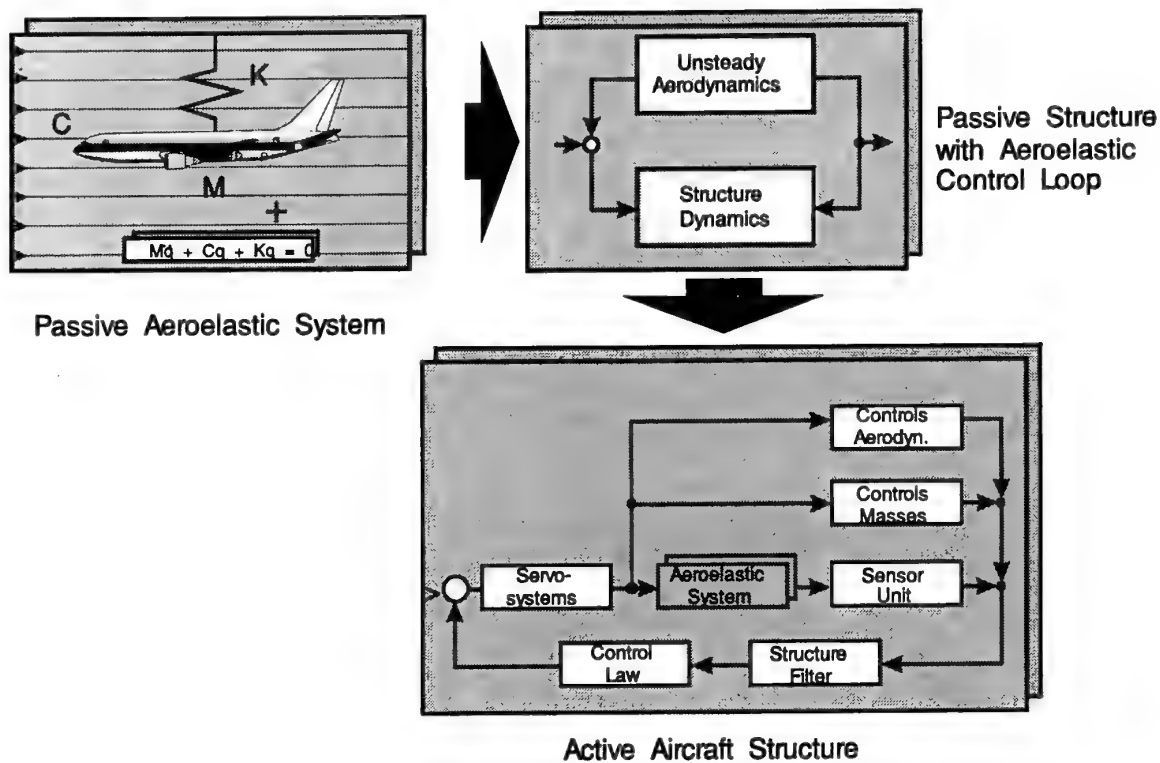 K
C
M
Mq̈ + Cq̇ + Kq = 0
Passive Aeroelastic System
Unsteady
Aerodynamics
Structure
Dynamics
Passive Structure
with Aeroelastic
Control Loop
Controls
Aerodyn.
Controls
Masses
Servo-
systems
Aeroelastic
System
Sensor
Unit
Control
Law
Structure
Filter
Active Aircraft Structure